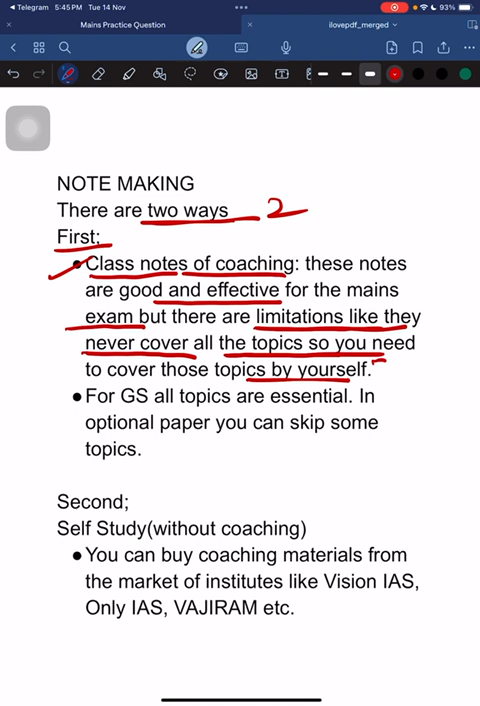 Telegram 5:45 PM Tue 14 Nov 93%
Mains Practice Question ilovepdf_merged
NOTE MAKING
There are two ways 2
First;
• Class notes of coaching: these notes
are good and effective for the mains
exam but there are limitations like they
never cover all the topics so you need
to cover those topics by yourself.
• For GS all topics are essential. In
optional paper you can skip some
topics.
Second;
Self Study(without coaching)
• You can buy coaching materials from
the market of institutes like Vision IAS,
Only IAS, VAJIRAM etc.